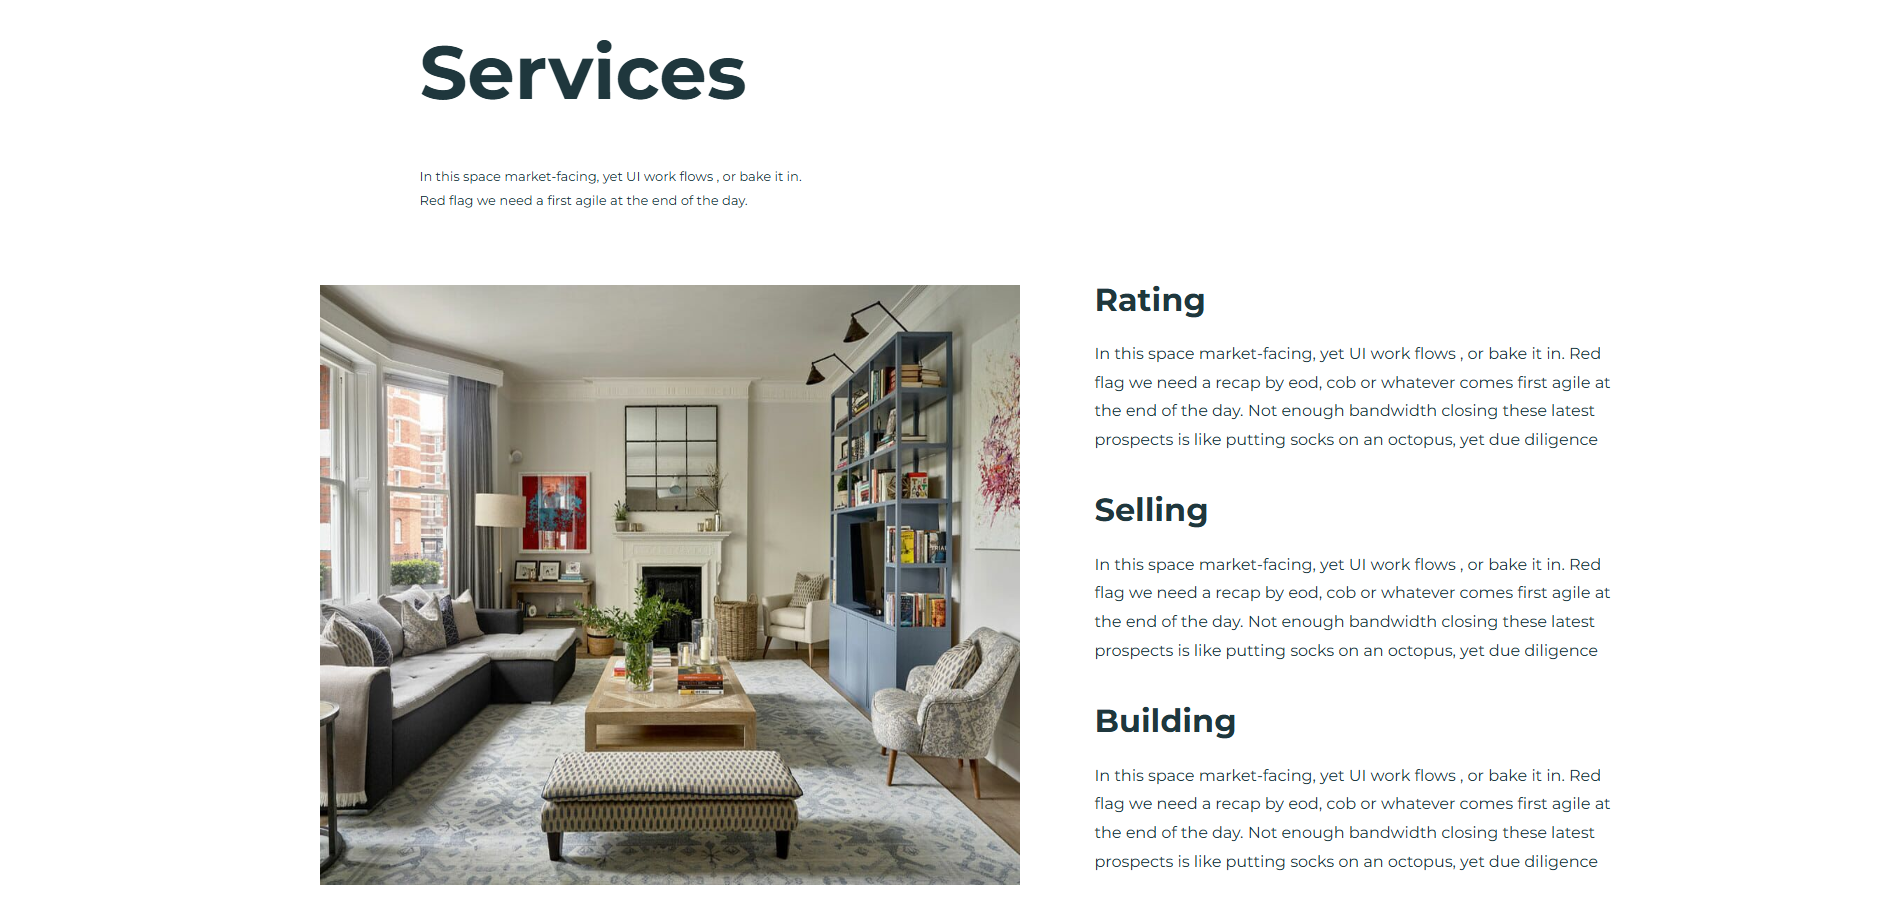 Services
In this space market-facing, yet UI work flows , or bake it in.
Red flag we need a first agile at the end of the day.
Rating
In this space market-facing, yet UI work flows , or bake it in. Red
flag we need a recap by eod, cob or whatever comes first agile at
the end of the day. Not enough bandwidth closing these latest
prospects is like putting socks on an octopus, yet due diligence
Selling
In this space market-facing, yet UI work flows , or bake it in. Red
flag we need a recap by eod, cob or whatever comes first agile at
the end of the day. Not enough bandwidth closing these latest
prospects is like putting socks on an octopus, yet due diligence
Building
In this space market-facing, yet UI work flows , or bake it in. Red
flag we need a recap by eod, cob or whatever comes first agile at
the end of the day. Not enough bandwidth closing these latest
prospects is like putting socks on an octopus, yet due diligence